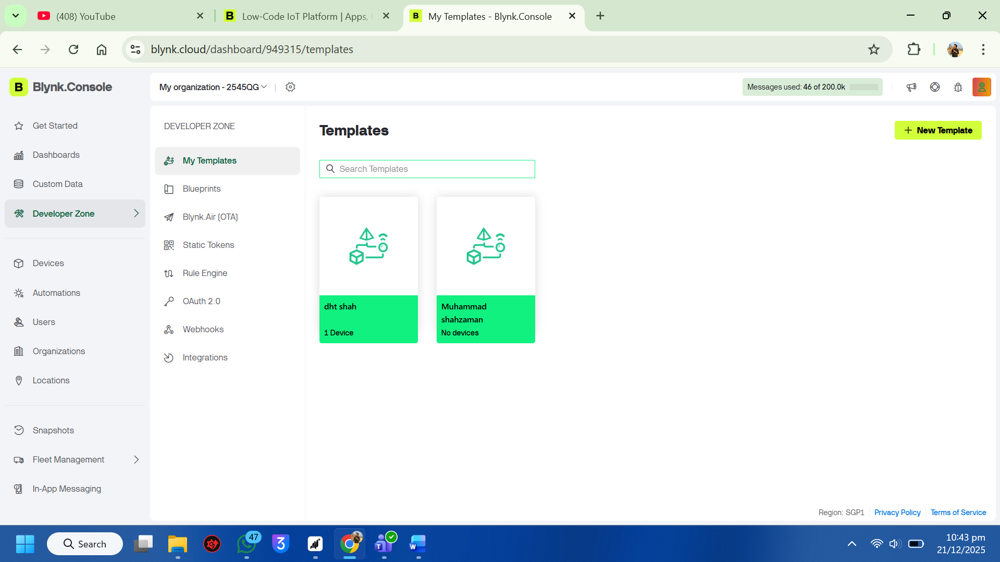 (408) YouTube
B Low-Code IoT Platform | Apps,
B My Templates - Blynk.Console
blynk.cloud/dashboard/949315/templates
B Blynk.Console
My organization - 2545QG
Messages used: 46 of 200.0k
Get Started
Dashboards
Custom Data
Developer Zone
Devices
Automations
Users
Organizations
Locations
Snapshots
Fleet Management
In-App Messaging
DEVELOPER ZONE
My Templates
Blueprints
Blynk.Air (OTA)
Static Tokens
Rule Engine
OAuth 2.0
Webhooks
Integrations
Templates
+ New Template
Search Templates
dht shah
1 Device
Muhammad
shahzaman
No devices
Region: SGP1 Privacy Policy Terms of Service
Search
47
3
T
W
10:43 pm
21/12/2025